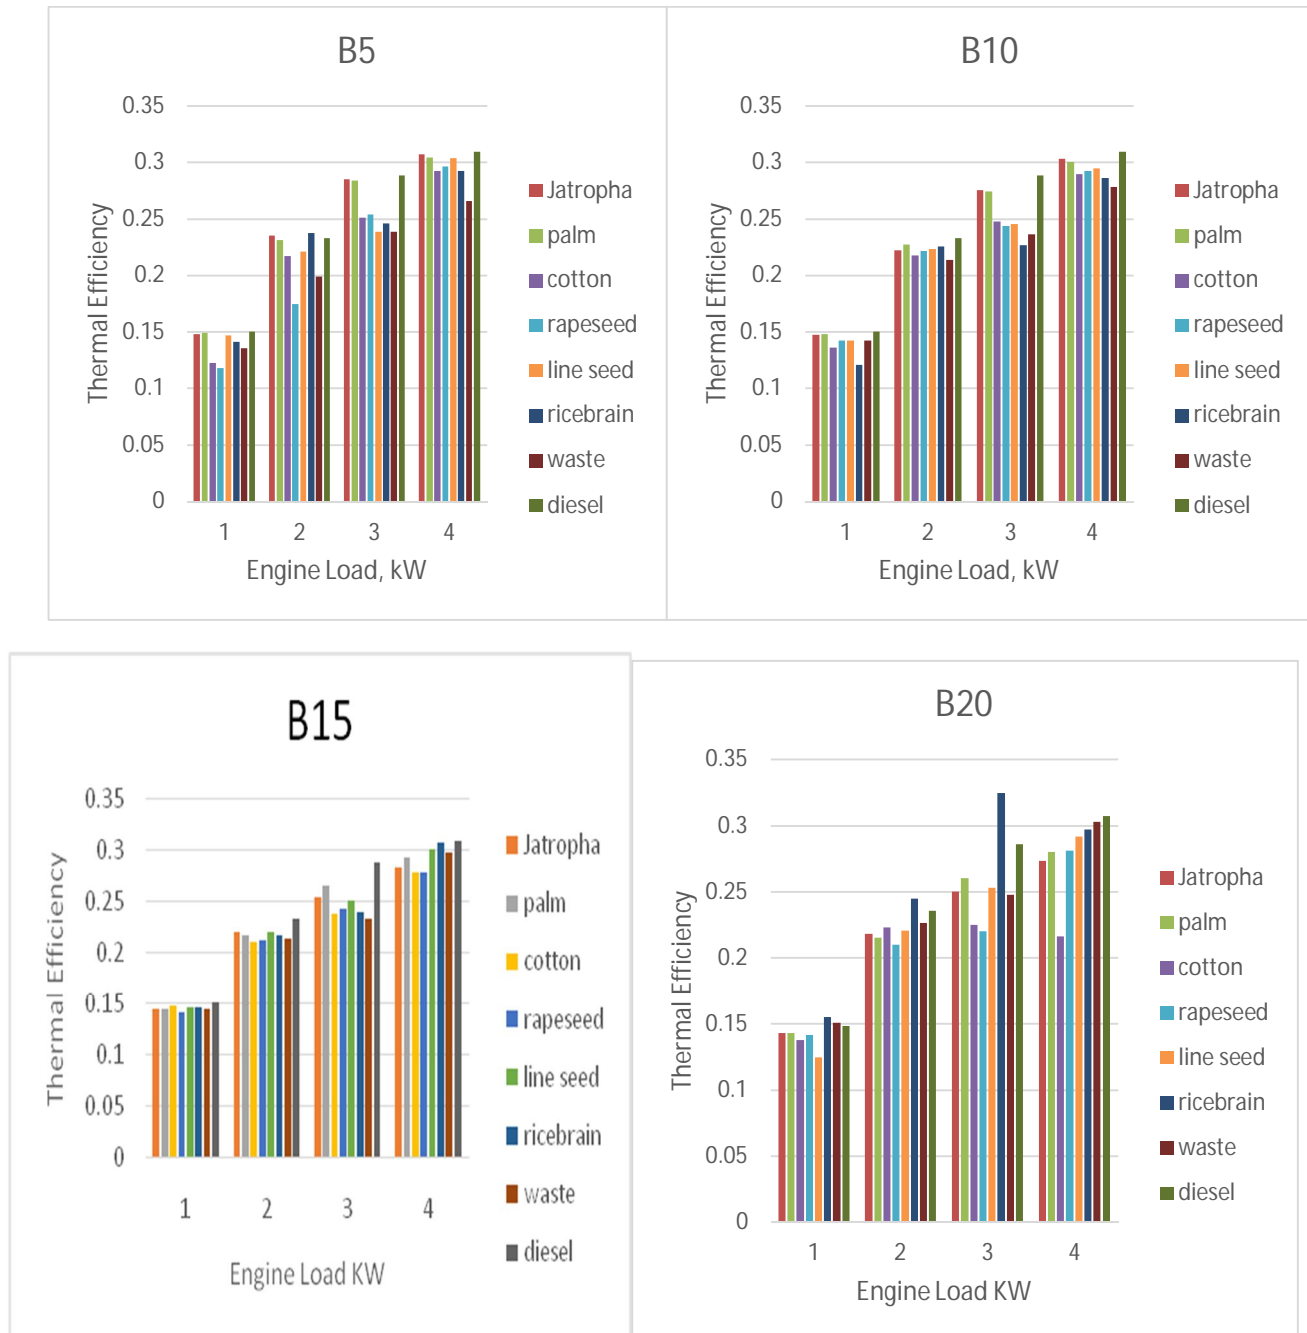 B5
0.35
0.3
0.25
0.2
0.15
0.1
0.05
0
Thermal Efficiency
1 2 3 4
Engine Load, kW
Jatropha
palm
cotton
rapeseed
line seed
ricebrain
waste
diesel
B10
0.35
0.3
0.25
0.2
0.15
0.1
0.05
0
Thermal Efficiency
1 2 3 4
Engine Load, kW
Jatropha
palm
cotton
rapeseed
line seed
ricebrain
waste
diesel
B15
0.35
0.3
0.25
0.2
0.15
0.1
0.05
0
Thermal Efficiency
1 2 3 4
Engine Load KW
Jatropha
palm
cotton
rapeseed
line seed
ricebrain
waste
diesel
B20
0.35
0.3
0.25
0.2
0.15
0.1
0.05
0
Thermal Efficiency
1 2 3 4
Engine Load KW
Jatropha
palm
cotton
rapeseed
line seed
ricebrain
waste
diesel